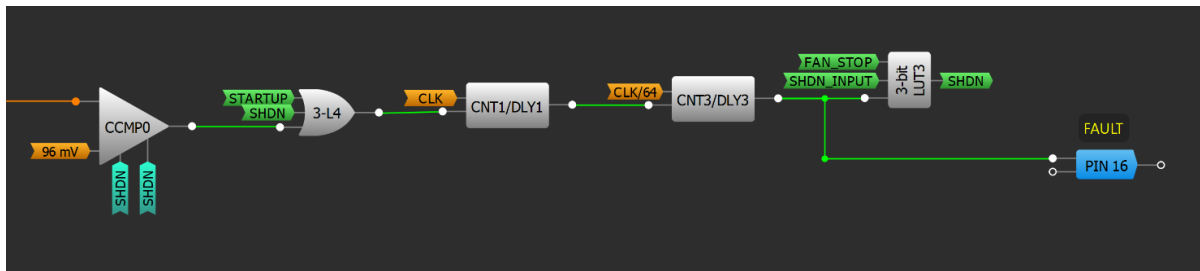 CCMP0
96 mV
SHDN
SHDN
STARTUP
SHDN
3-L4
CLK
CNT1/DLY1
CLK/64
CNT3/DLY3
FAN_STOP
SHDN_INPUT
3-bit
LUT3
SHDN
FAULT
PIN 16